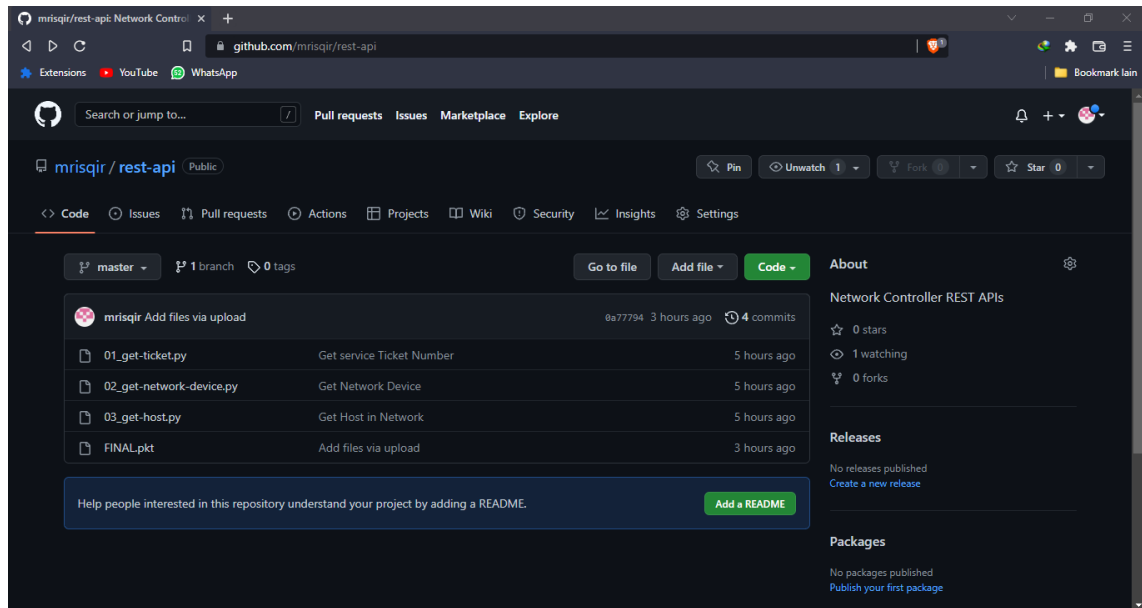 mrisqir/rest-api: Network Control
github.com/mrisqir/rest-api 1
Extensions YouTube WhatsApp Bookmark lain
Search or jump to... / Pull requests Issues Marketplace Explore
mrisqir / rest-api Public Pin Unwatch 1 Fork 0 Star 0
Code Issues Pull requests Actions Projects Wiki Security Insights Settings
master 1 branch 0 tags Go to file Add file Code
mrisqir Add files via upload 0a77794 3 hours ago 4 commits
01_get-ticket.py Get service Ticket Number 5 hours ago
02_get-network-device.py Get Network Device 5 hours ago
03_get-host.py Get Host in Network 5 hours ago
FINAL.pkt Add files via upload 3 hours ago
Help people interested in this repository understand your project by adding a README. Add a README
About
Network Controller REST APIs
0 stars
1 watching
0 forks
Releases
No releases published
Create a new release
Packages
No packages published
Publish your first package